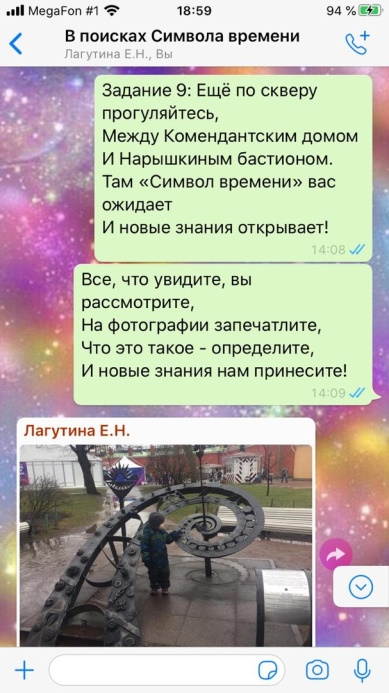 MegaFon #1
18:59
94 %
В поисках Символа времени
Лагутина Е.Н., Вы
Задание 9: Ещё по скверу
прогуляйтесь,
Между Комендантским домом
И Нарышкиным бастионом.
Там «Символ времени» вас
ожидает
И новые знания открывает!
14:08
Все, что увидите, вы
рассмотрите,
На фотографии запечатлите,
Что это такое - определите,
И новые знания нам принесите!
14:09
Лагутина Е.Н.